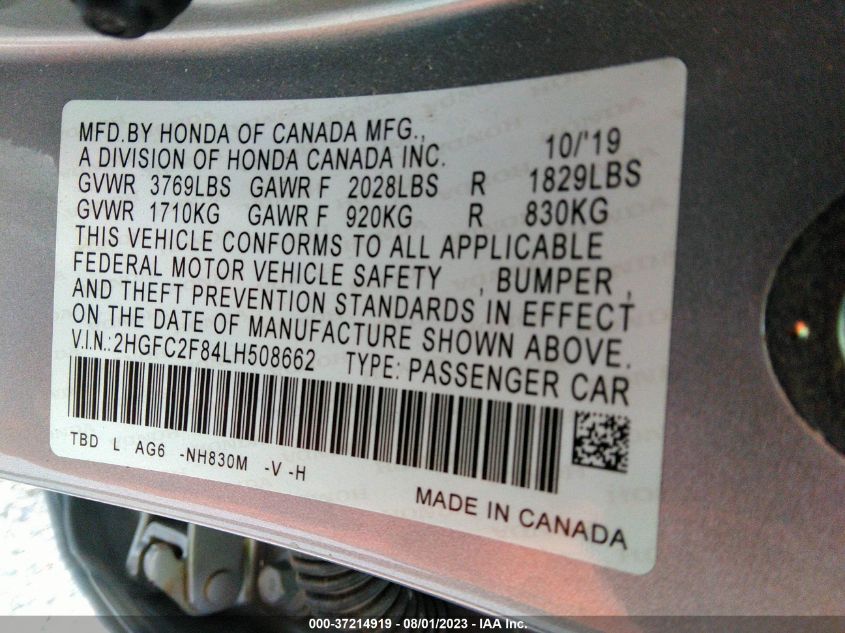 MFD.BY HONDA OF CANADA MFG., 10/'19
A DIVISION OF HONDA CANADA INC.
GVWR 3769LBS GAWR F 2028LBS R 1829LBS
GVWR 1710KG GAWR F 920KG R 830KG
THIS VEHICLE CONFORMS TO ALL APPLICABLE
FEDERAL MOTOR VEHICLE SAFETY , BUMPER ,
AND THEFT PREVENTION STANDARDS IN EFFECT
ON THE DATE OF MANUFACTURE SHOWN ABOVE.
V.I.N.:2HGFC2F84LH508662 TYPE: PASSENGER CAR
TBD L AG6 -NH830M -V -H
MADE IN CANADA
000-37214919 - 08/01/2023 - IAA Inc.